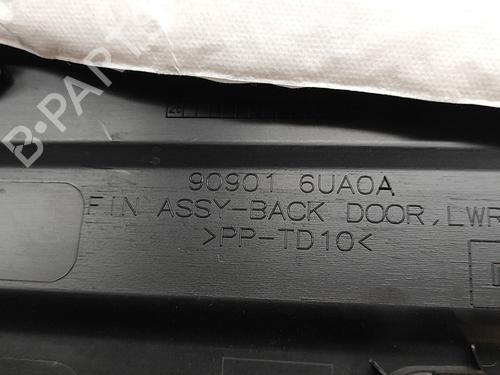 B-PARTS
90901 6UA0A
FIN ASSY-BACK DOOR, LWR
>PP-TD10<